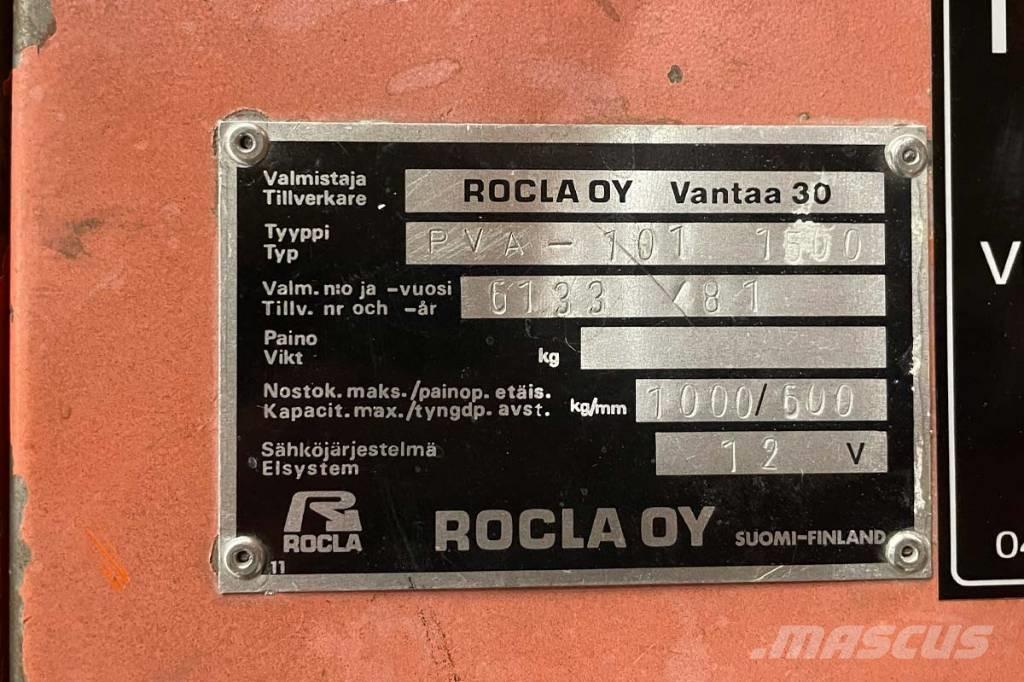 Valmistaja
Tillverkare
ROCLA OY Vantaa 30
Tyyppi
Typ
PVA-101 1500
Valm. n:o ja -vuosi
Tillv. nr och -år
6133 /81
Paino
Vikt
kg
Nostok. maks./painop. etäis.
Kapacit. max./tyngdp. avst.
kg/mm
1000/600
Sähköjärjestelmä
Elsystem
12 V
ROCLA
ROCLA OY
SUOMI-FINLAND
11
V
04
MASCUS